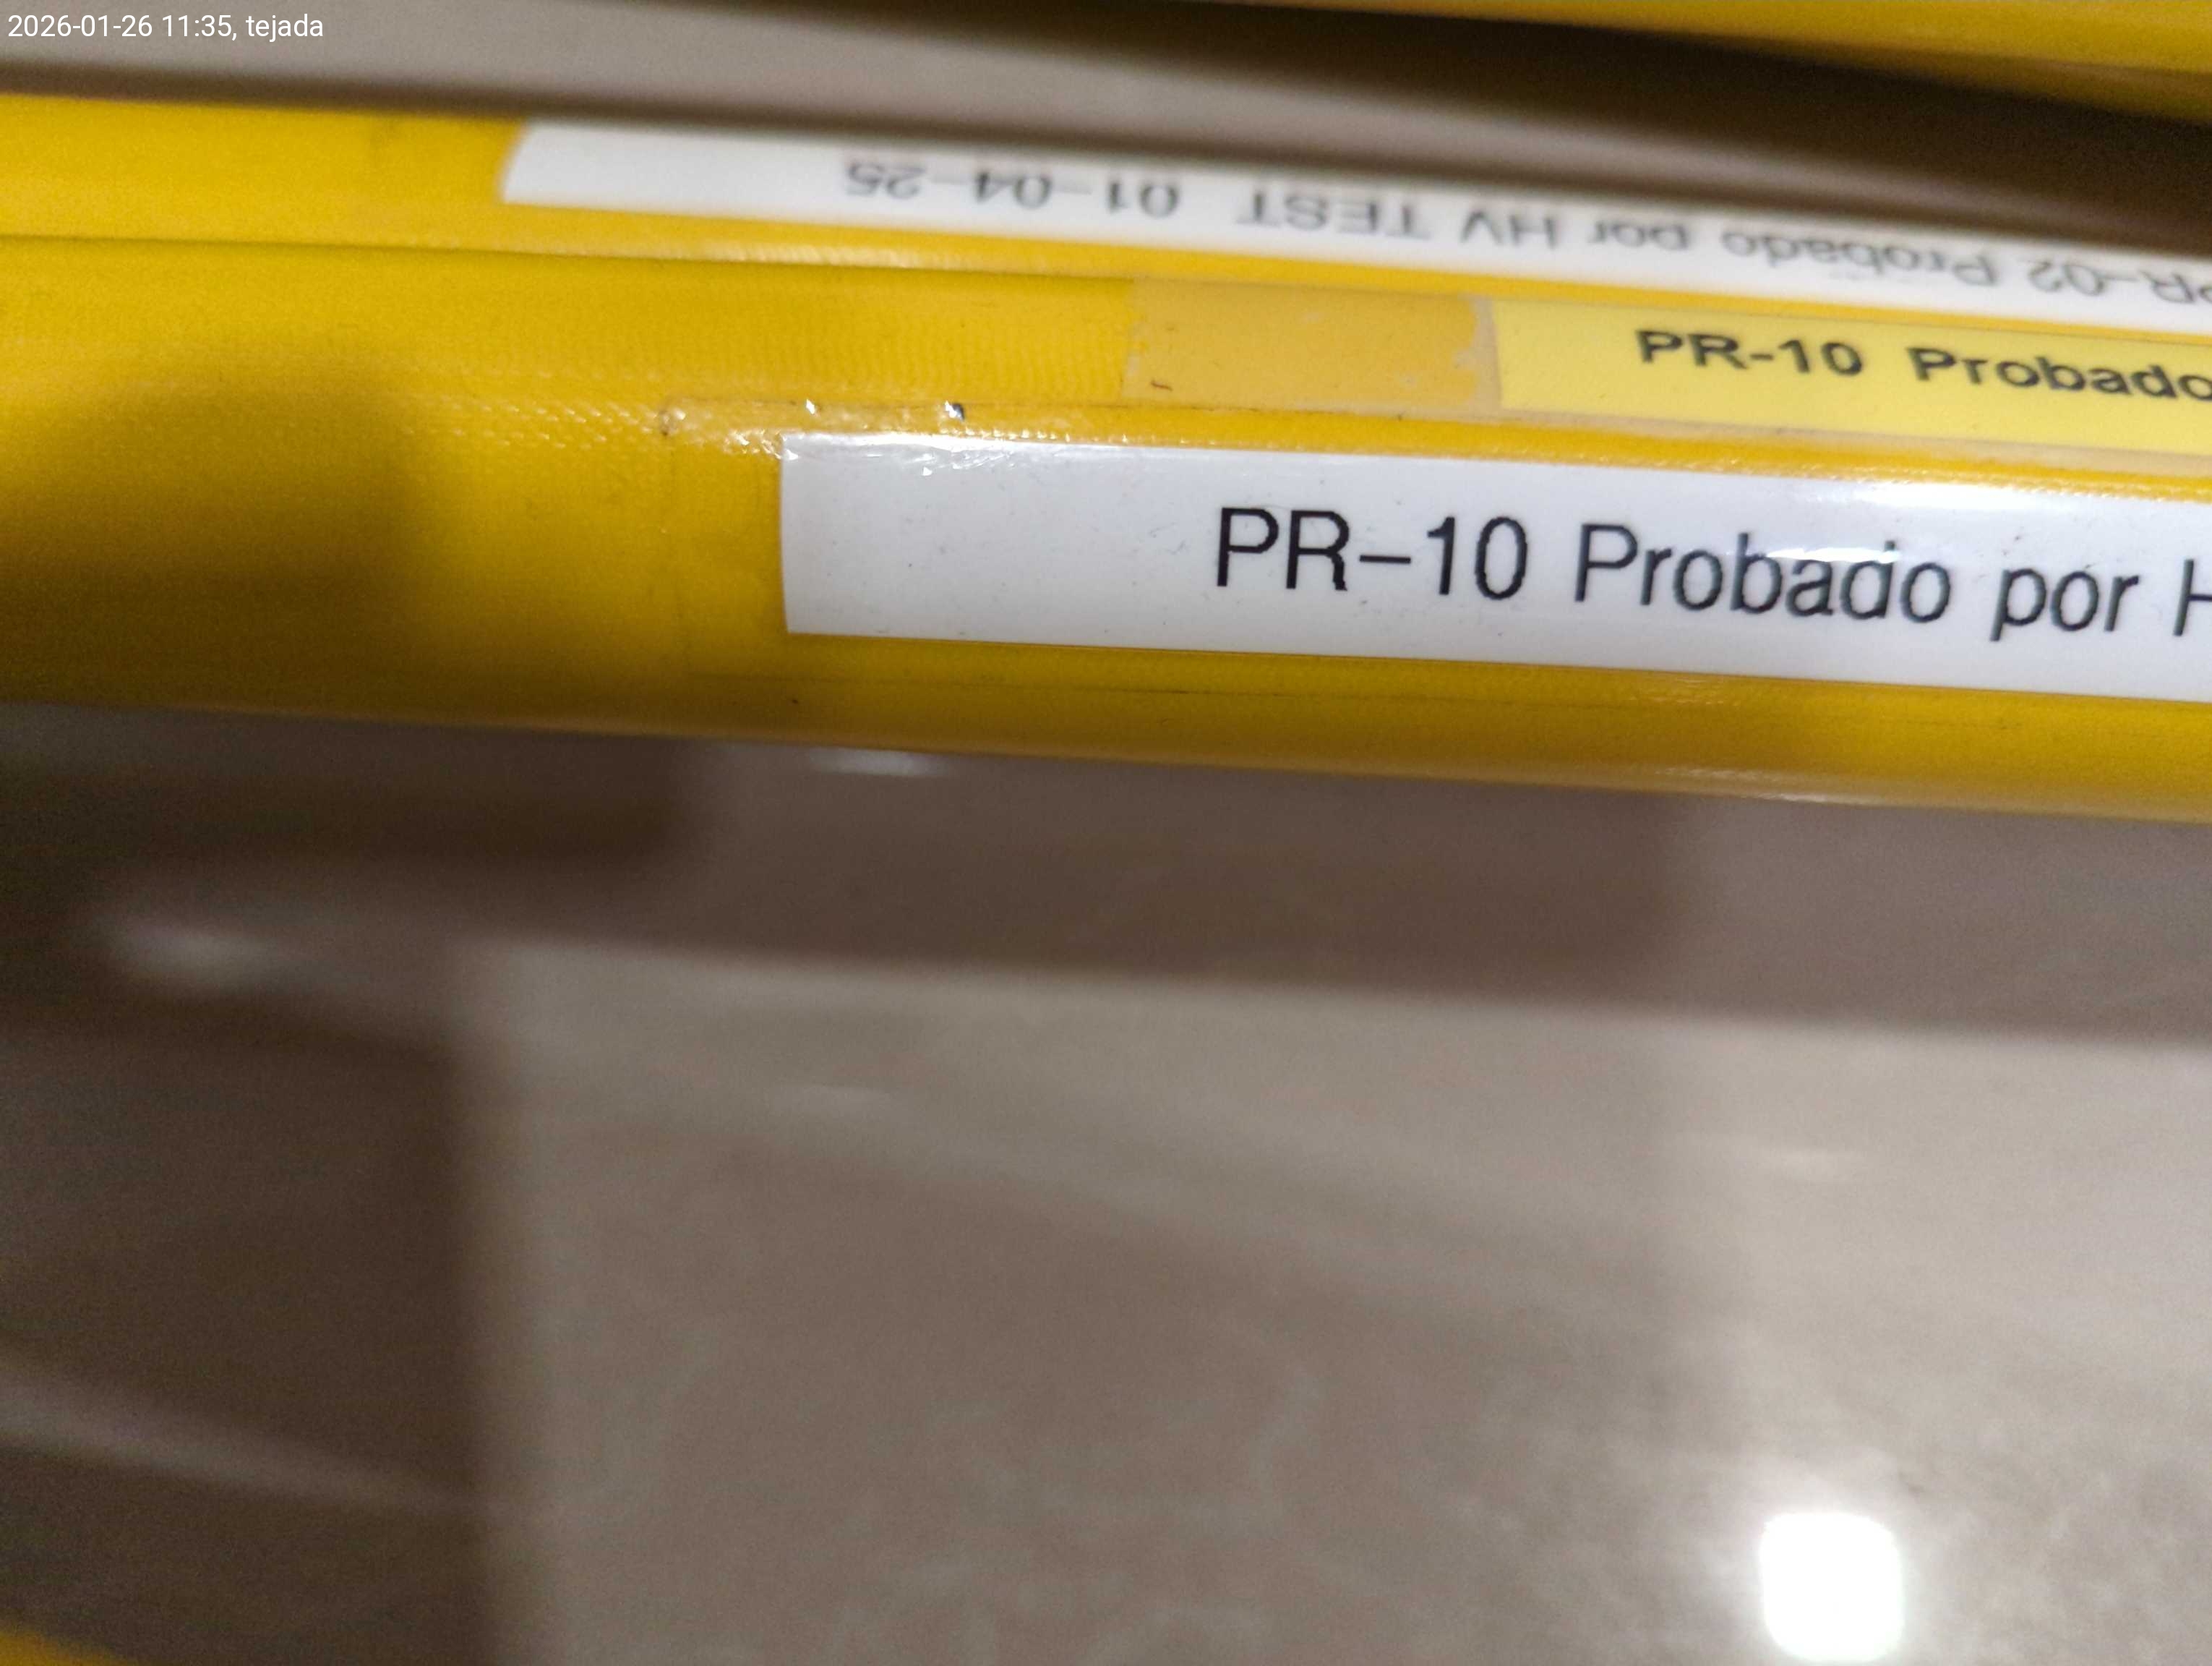 2026-01-26 11:35, tejada
PR-02 Probado por HV TEST 01-04-25
PR-10 Probado
PR-10 Probado por H